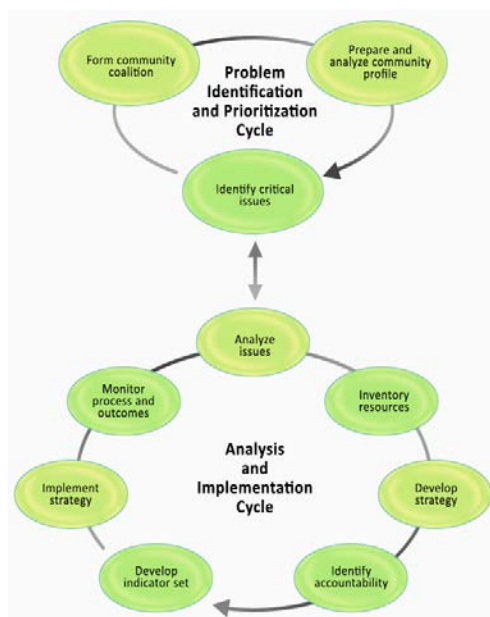 Form community
coalition
Prepare and
analyze community
profile
Problem
Identification
and Prioritization
Cycle
Identify critical
issues
Analyze
issues
Monitor
process and
outcomes
Inventory
resources
Analysis
and
Implementation
Cycle
Implement
strategy
Develop
strategy
Develop
indicator set
Identify
accountability